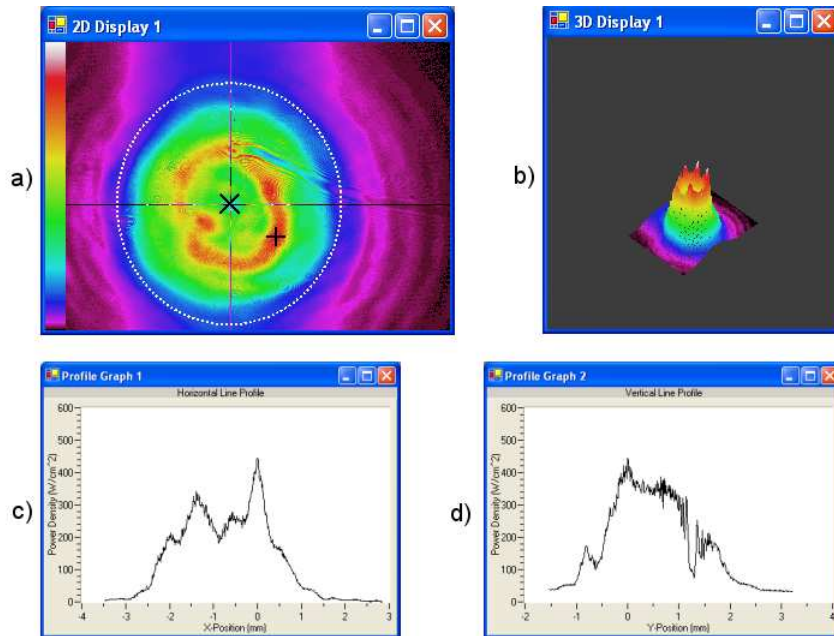 2D Display 1
3D Display 1
a)
b)
Profile Graph 1
Horizontal Line Profile
Power Density (W/cm^2)
600
500
400
300
200
100
0
-4
-3
-2
-1
0
1
2
3
X-Position (mm)
c)
Profile Graph 2
Vertical Line Profile
Power Density (W/cm^2)
600
500
400
300
200
100
0
-2
-1
0
1
2
3
4
Y-Position (mm)
d)